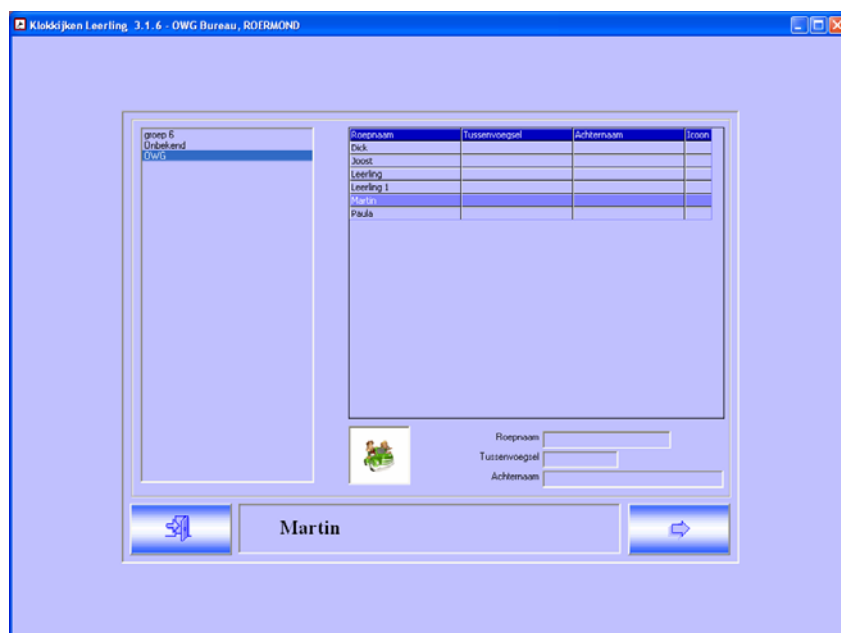 Klokkijken Leerling 3.1.6 - OWG Bureau, ROERMOND
groep 6
Onbekend
OWG
Roepnaam Tussenvoegsel Achternaam Icoon
Dick
Joost
Leerling
Leerling 1
Martin
Paula
Roepnaam
Tussenvoegsel
Achternaam
Martin